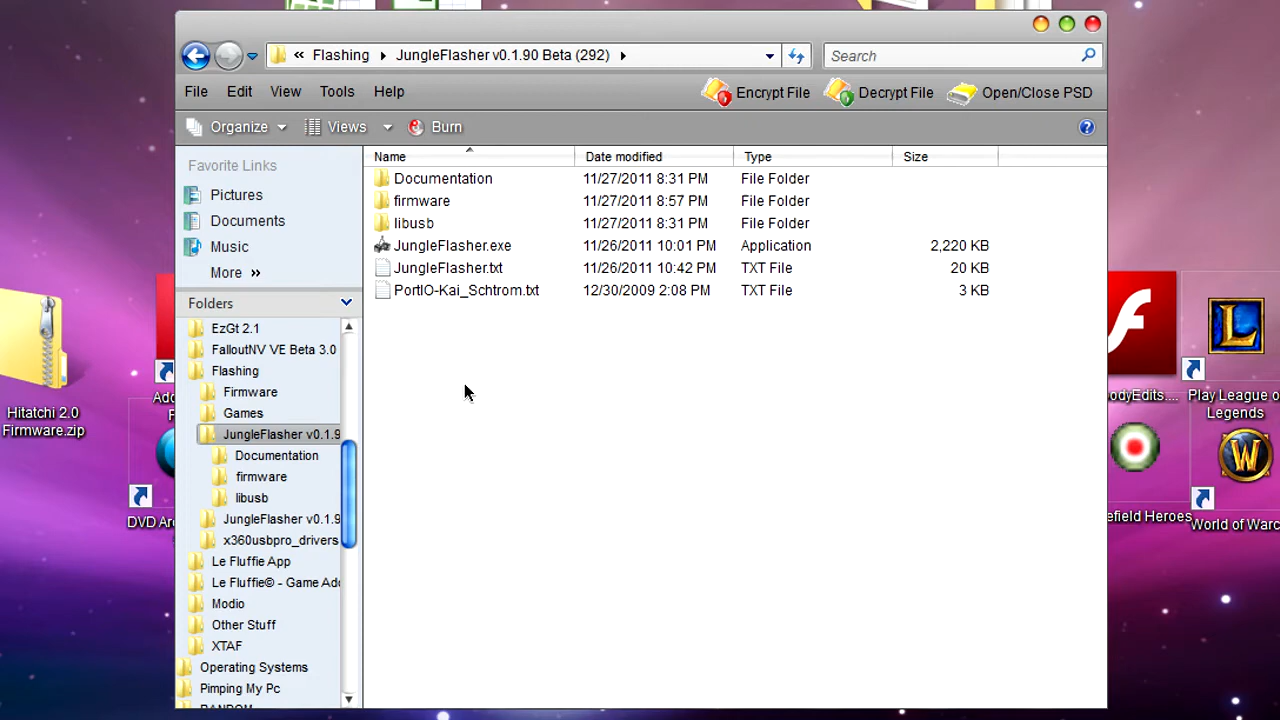 « Flashing JungleFlasher v0.1.90 Beta (292) Search
File Edit View Tools Help Encrypt File Decrypt File Open/Close PSD
Organize Views Burn
Favorite Links
Pictures
Documents
Music
More »
Folders
EzGt 2.1
FalloutNV VE Beta 3.0
Flashing
Firmware
Games
JungleFlasher v0.1.9
Documentation
firmware
libusb
JungleFlasher v0.1.9
x360usbpro_drivers
Le Fluffie App
Le Fluffie© - Game Add
Modio
Other Stuff
XTAF
Operating Systems
Pimping My Pc
RANDOM
Name Date modified Type Size
Documentation 11/27/2011 8:31 PM File Folder
firmware 11/27/2011 8:57 PM File Folder
libusb 11/27/2011 8:31 PM File Folder
JungleFlasher.exe 11/26/2011 10:01 PM Application 2,220 KB
JungleFlasher.txt 11/26/2011 10:42 PM TXT File 20 KB
PortIO-Kai_Schtrom.txt 12/30/2009 2:08 PM TXT File 3 KB
Hitatchi 2.0
Firmware.zip
Ado
DVD Ar
odyEdits....
Play League o
Legends
efield Heroes
World of Warc